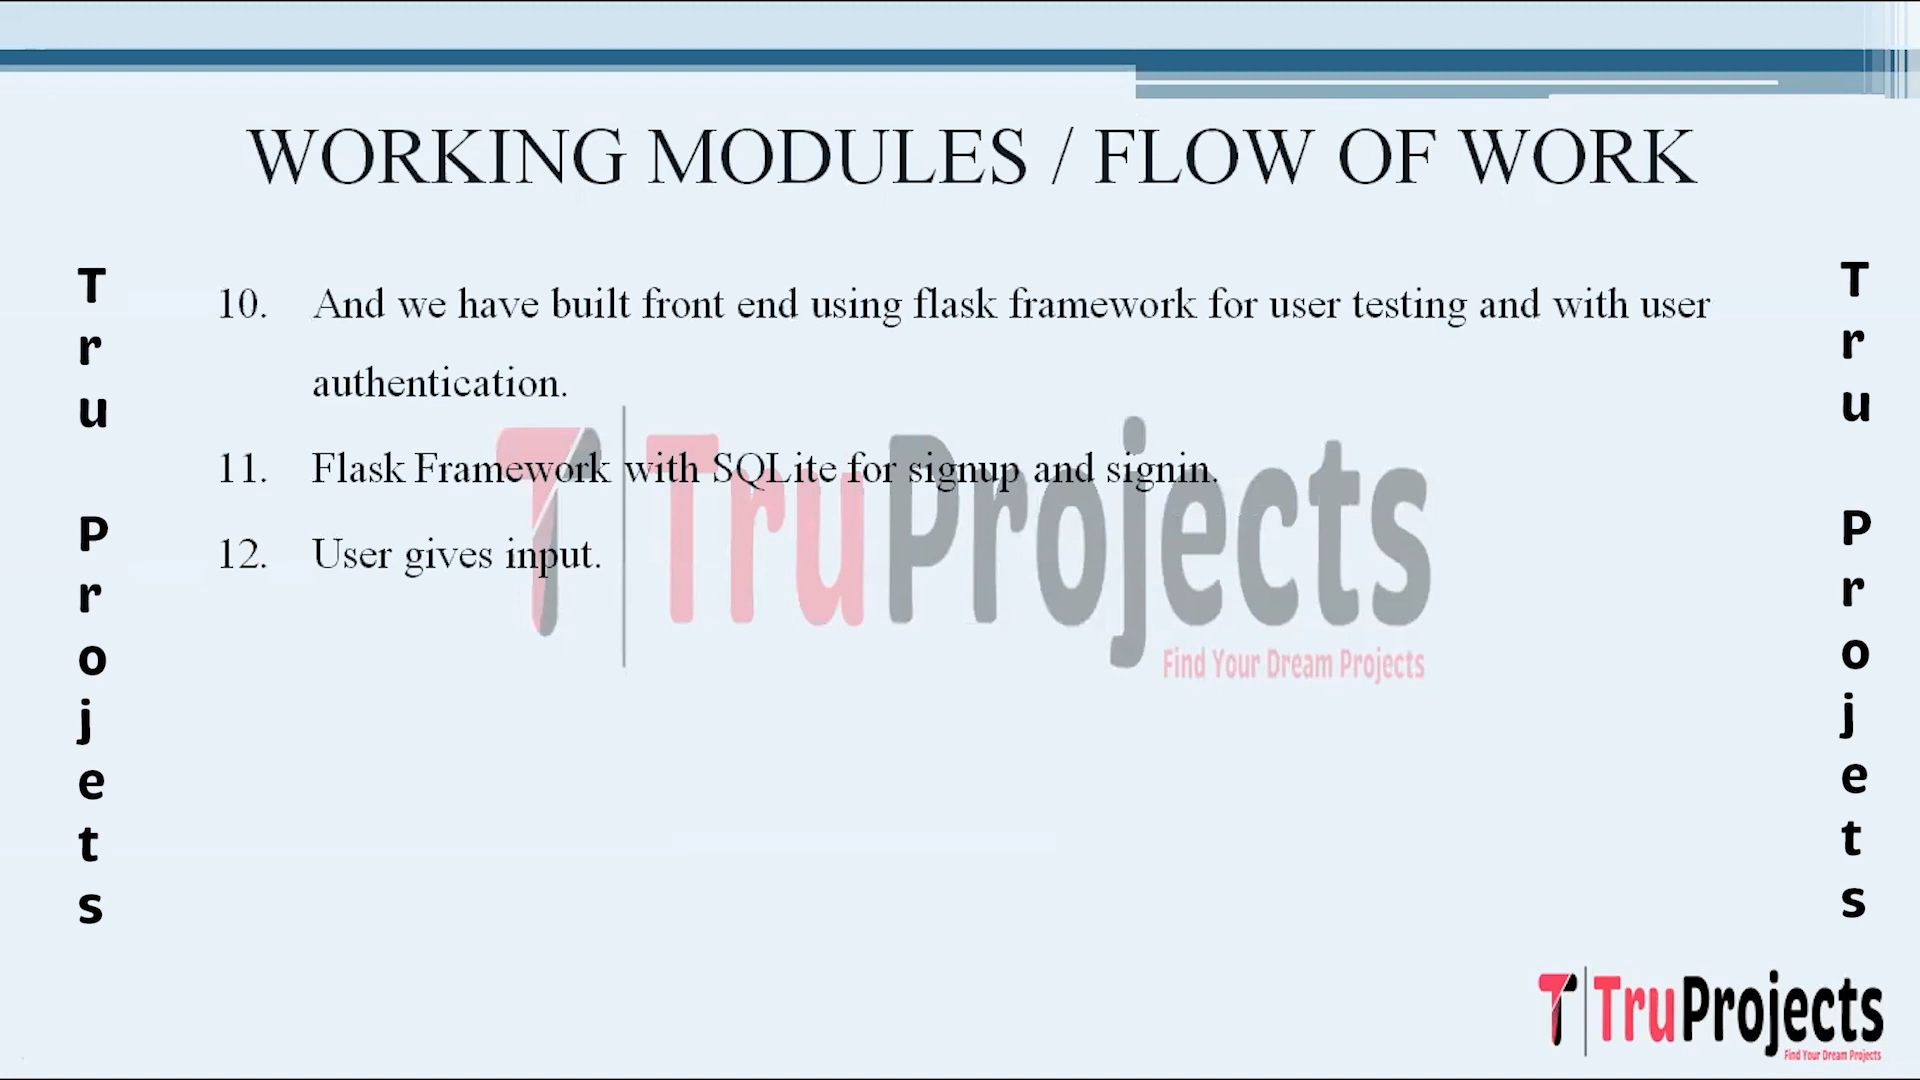 WORKING MODULES / FLOW OF WORK
Tru Projets
10. And we have built front end using flask framework for user testing and with user
authentication.
11. Flask Framework with SQLite for signup and signin.
12. User gives input.
TruProjects
Find Your Dream Projects
Tru Projets
TruProjects
Find Your Dream Projects